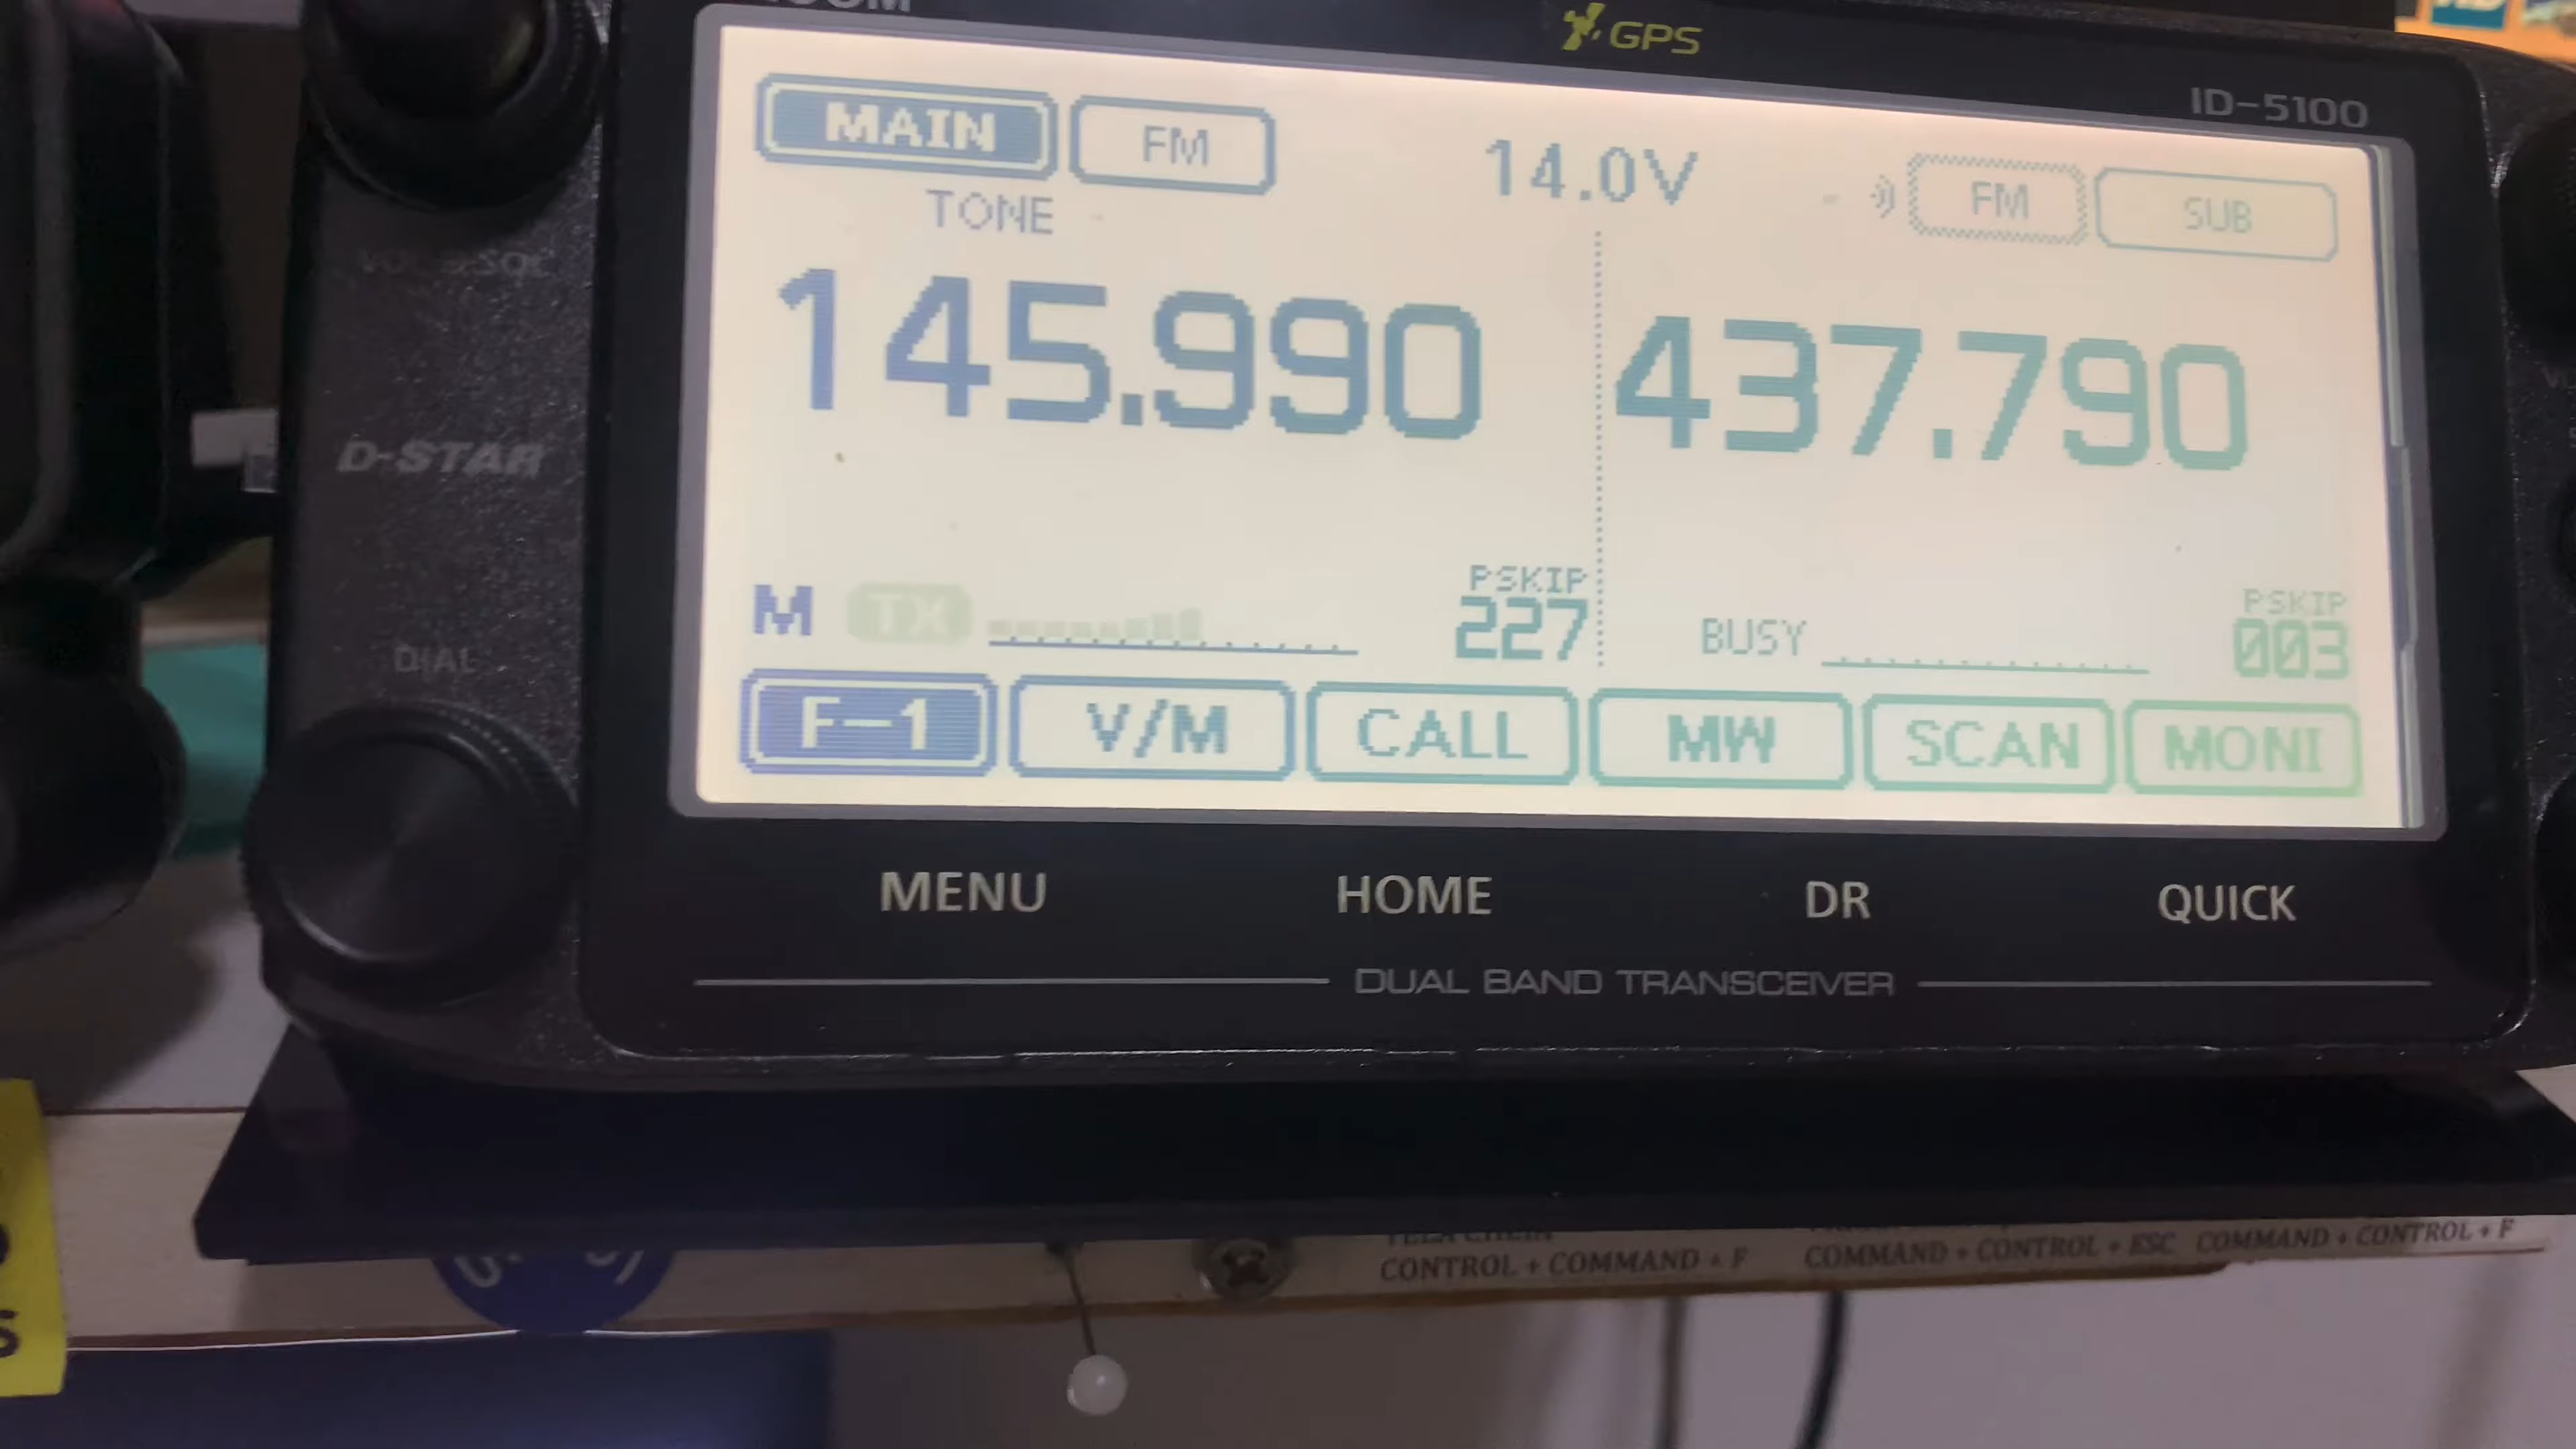 GPS
ID-5100
MAIN FM 14.0V FM SUB
TONE
145.990 437.790
D-STAR
PSKIP PSKIP
M TX 227 BUSY 003
DIAL
F-1 V/M CALL MW SCAN MONI
MENU HOME DR QUICK
DUAL BAND TRANSCEIVER
CONTROL + COMMAND + F COMMAND + CONTROL + ESC COMMAND + CONTROL + F